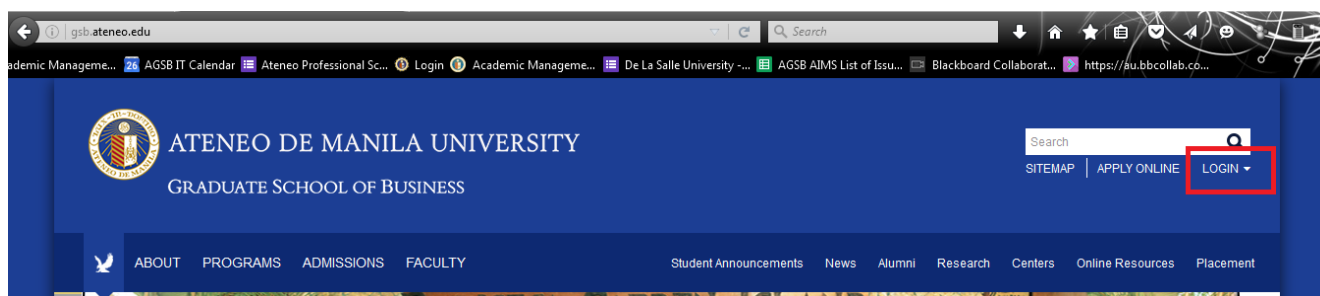 gsb.ateneo.edu
Search
ademic Manageme... 26 AGSB IT Calendar Ateneo Professional Sc... Login Academic Manageme... De La Salle University -... AGSB AIMS List of Issu... Blackboard Collaborat... https://au.bbcollab.co...
ATENEO DE MANILA UNIVERSITY
GRADUATE SCHOOL OF BUSINESS
Search
SITEMAP APPLY ONLINE LOGIN
ABOUT PROGRAMS ADMISSIONS FACULTY Student Announcements News Alumni Research Centers Online Resources Placement